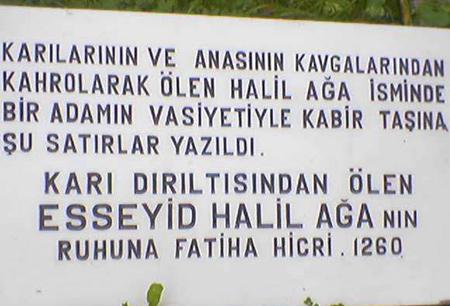 KARILARININ VE ANASININ KAVGALARINDAN
KAHROLARAK ÖLEN HALİL AĞA İSMİNDE
BİR ADAMIN VASİYETİYLE KABİR TAŞINA
ŞU SATIRLAR YAZILDI.
KARI DIRILTISINDAN ÖLEN
ESSEYİD HALİL AĞA NIN
RUHUNA FATİHA HİCRİ. 1260